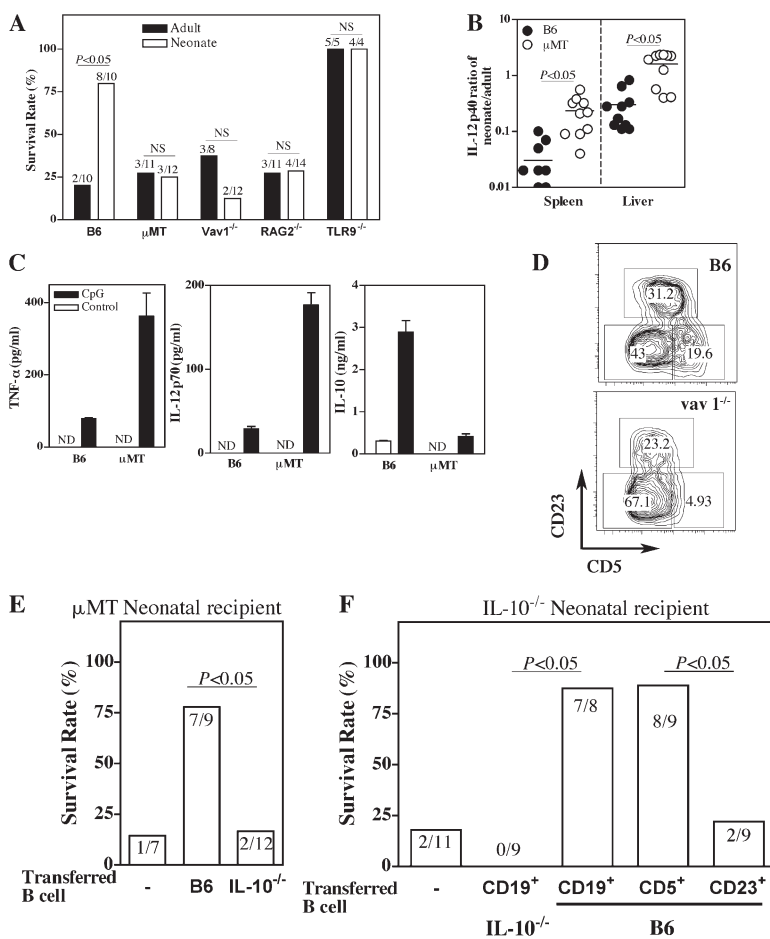 A
Adult
Neonate
Survival Rate (%)
100
75
50
25
0
P<0.05
8/10
2/10
NS
3/11 3/12
NS
3/8
2/12
NS
3/11 4/14
NS
5/5 4/4
B6 μMT Vav1-/- RAG2-/- TLR9-/-
B
B6
μMT
IL-12 p40 ratio of
neonate/adult
10
1
0.1
0.01
P<0.05
P<0.05
Spleen Liver
C
CpG
Control
TNF-α (pg/ml)
400
200
0
ND ND
B6 μMT
IL-12p70 (pg/ml)
200
100
0
ND ND
B6 μMT
IL-10 (ng/ml)
4
3
2
1
0
ND
B6 μMT
D
B6
31.2
43 19.6
vav 1-/-
23.2
67.1 4.93
CD23
CD5
E
μMT Neonatal recipient
Survival Rate (%)
100
75
50
25
0
P<0.05
1/7
7/9
2/12
Transferred
B cell
- B6 IL-10-/-
F
IL-10-/- Neonatal recipient
Survival Rate (%)
100
75
50
25
0
P<0.05 P<0.05
2/11
0/9
7/8
8/9
2/9
Transferred
B cell
- CD19+ CD19+ CD5+ CD23+
IL-10-/- B6